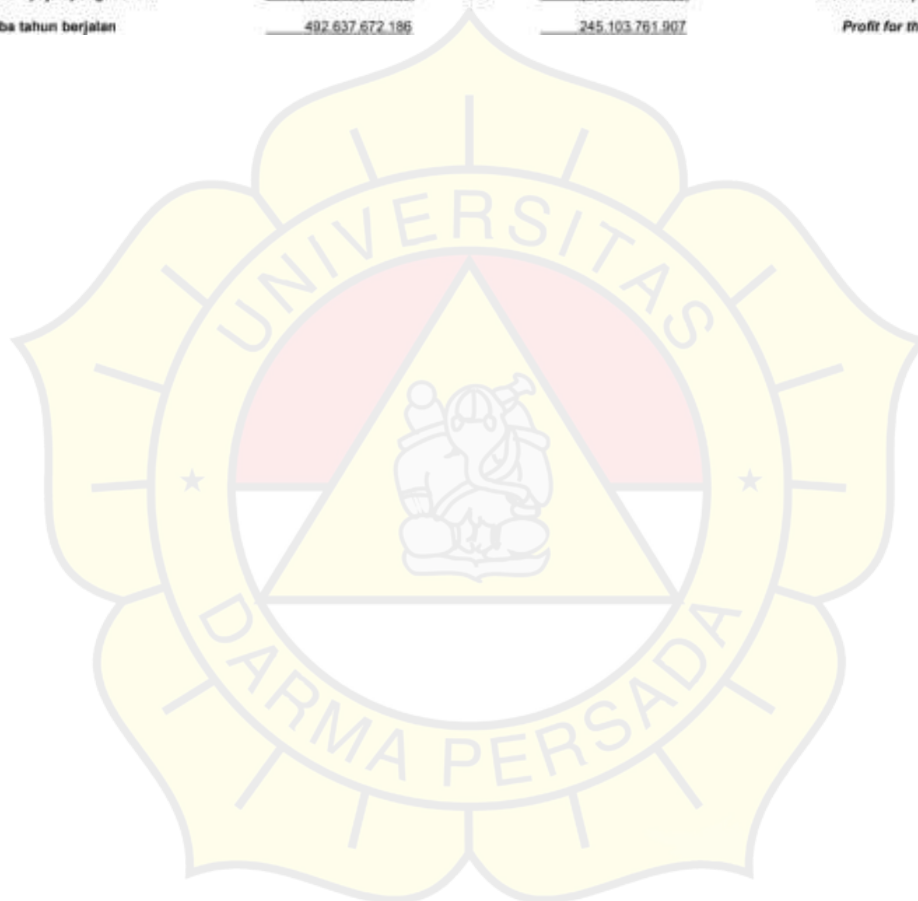 ba tahun berjalan 492.637.672.186 245.103.761.907 Profit for th
UNIVERSITAS
DARMA PERSADA